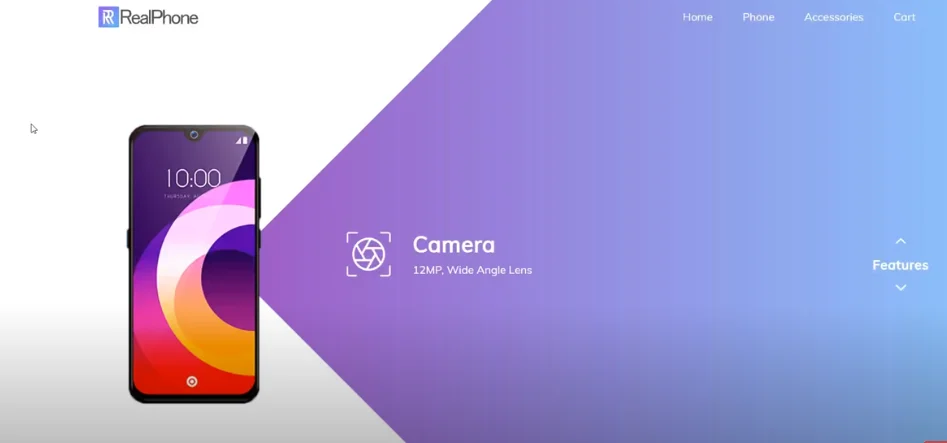 RealPhone
Home Phone Accessories Cart
10:00
Camera
12MP, Wide Angle Lens
Features